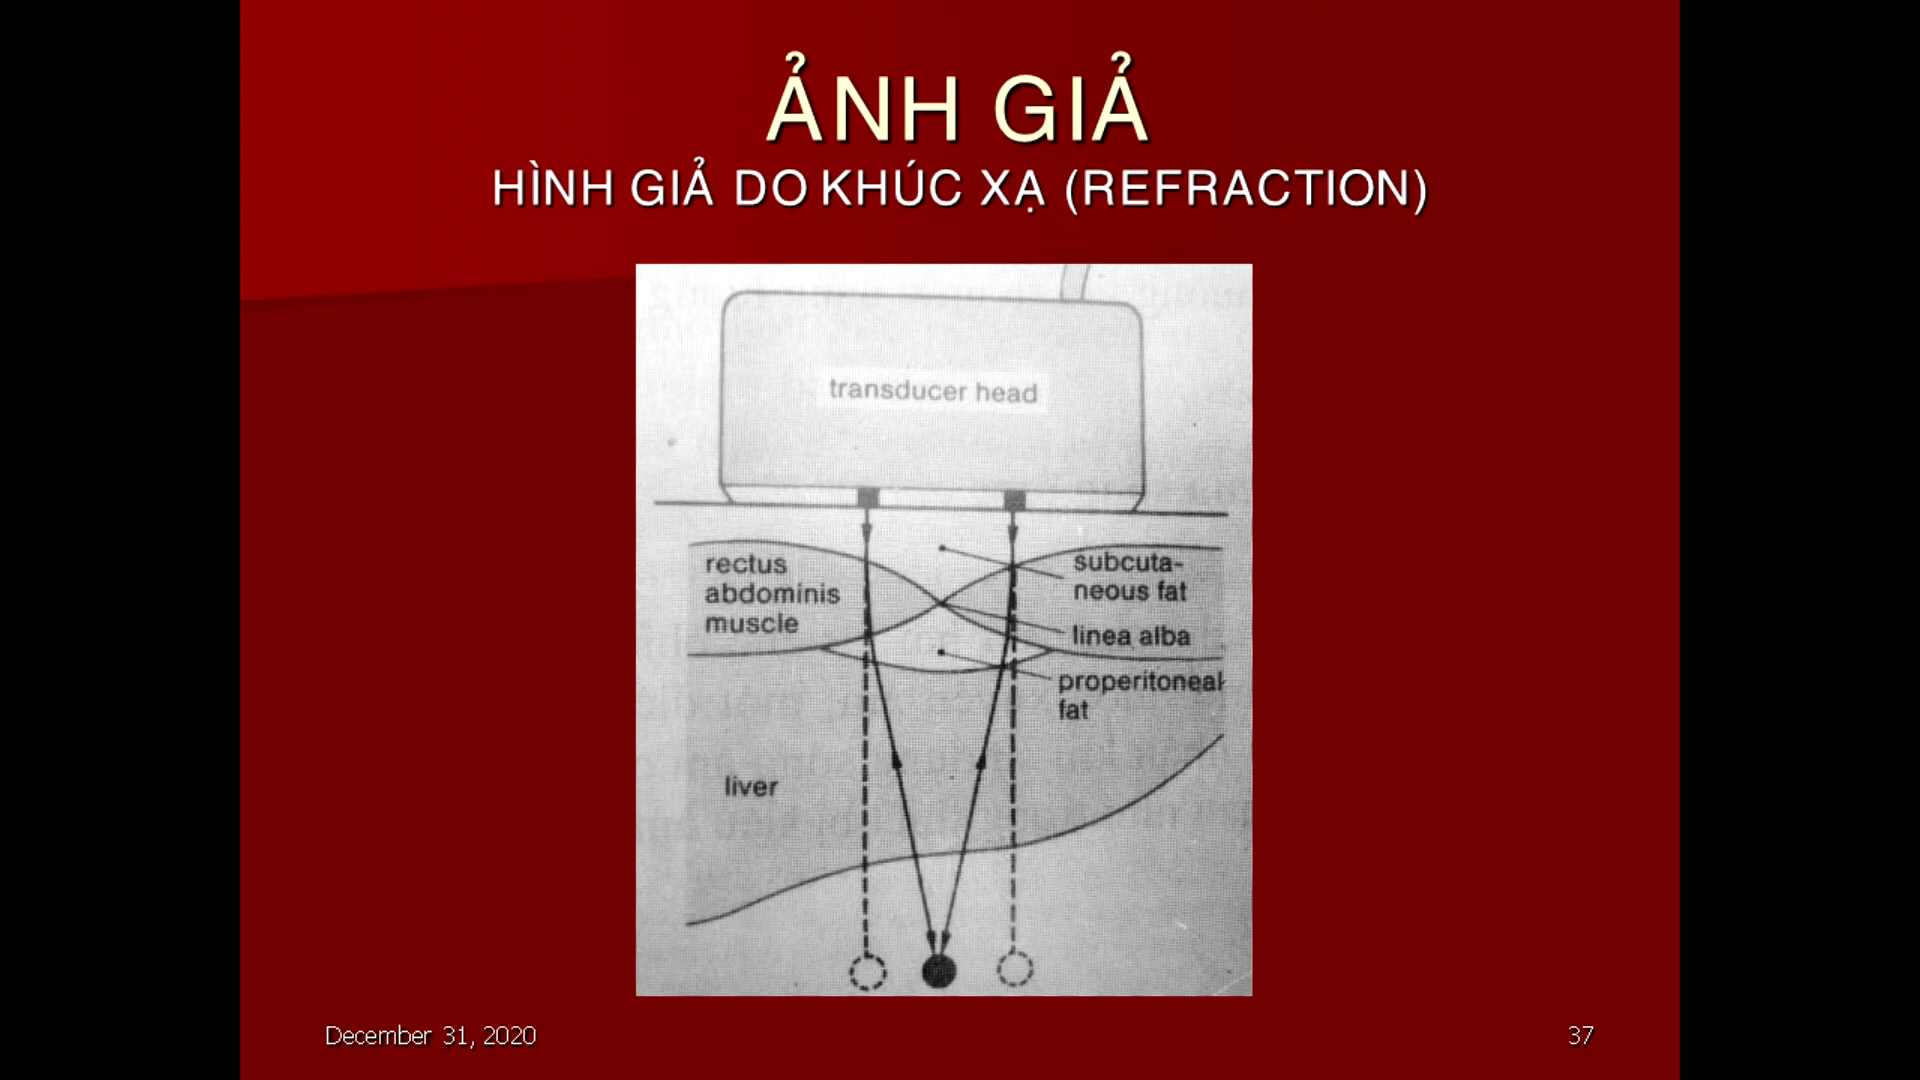 ẢNH GIẢ
HÌNH GIẢ DO KHÚC XẠ (REFRACTION)
transducer head
rectus
abdominis
muscle
subcuta-
neous fat
linea alba
properitoneal
fat
liver
December 31, 2020
37